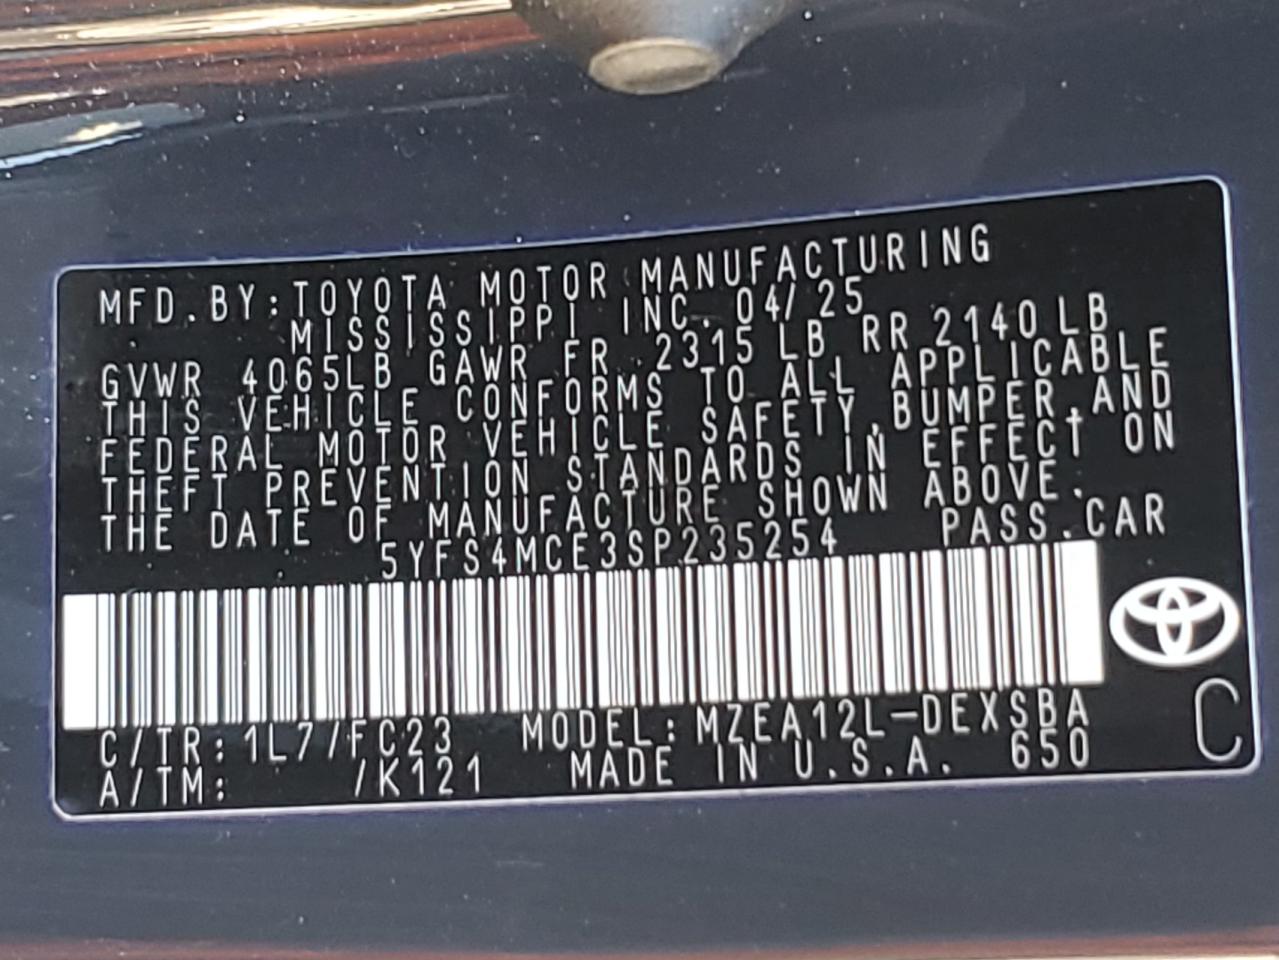 MFD.BY:TOYOTA MOTOR MANUFACTURING
MISSISSIPPI INC. 04/25
GVWR 4065LB GAWR FR 2315 LB RR 2140 LB
THIS VEHICLE CONFORMS TO ALL APPLICABLE
FEDERAL MOTOR VEHICLE SAFETY,BUMPER,AND
THEFT PREVENTION STANDARDS IN EFFECT ON
THE DATE OF MANUFACTURE SHOWN ABOVE.
5YFS4MCE3SP235254 PASS.CAR
C/TR:1L7/FC23 MODEL:MZEA12L-DEXSBA
A/TM: /K121 MADE IN U.S.A. 650
C